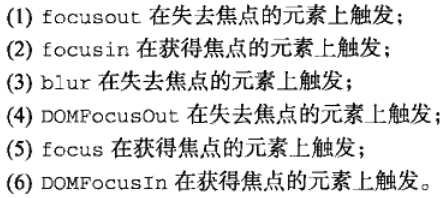 (1) focusout 在失去焦点的元素上触发；
(2) focusin 在获得焦点的元素上触发；
(3) blur 在失去焦点的元素上触发；
(4) DOMFocusOut 在失去焦点的元素上触发；
(5) focus 在获得焦点的元素上触发；
(6) DOMFocusIn 在获得焦点的元素上触发。